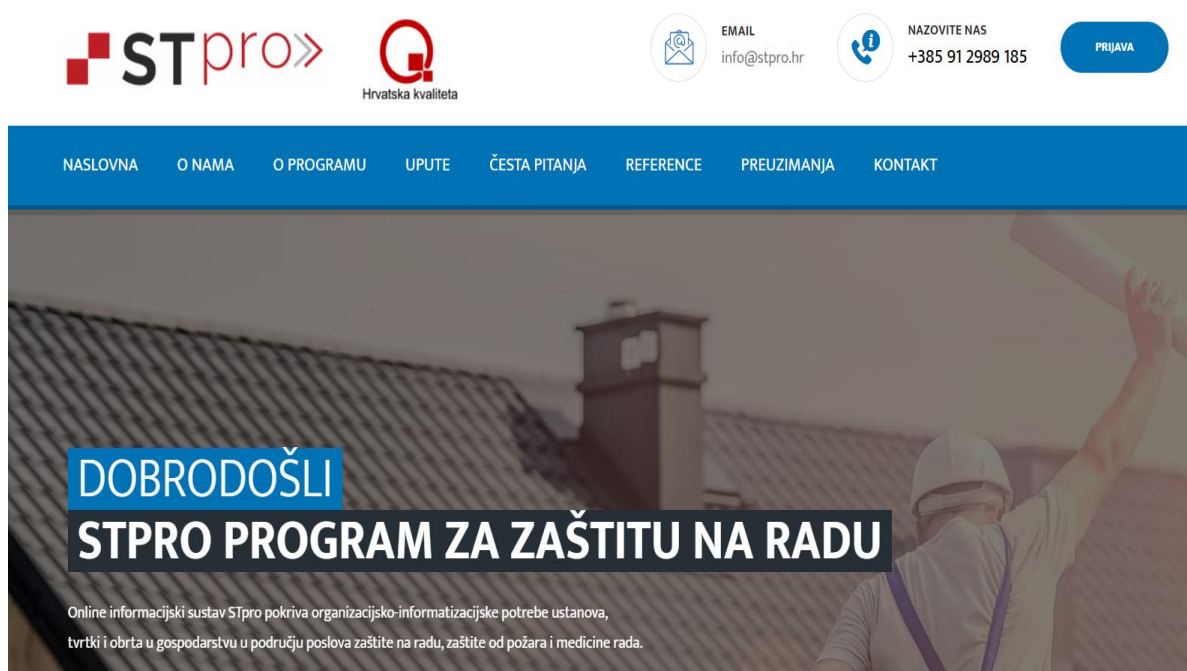 STpro»
Hrvatska kvaliteta
EMAIL
info@stpro.hr
NAZOVITE NAS
+385 91 2989 185
PRIJAVA
NASLOVNA O NAMA O PROGRAMU UPUTE ČESTA PITANJA REFERENCE PREUZIMANJA KONTAKT
DOBRODOŠLI
STPRO PROGRAM ZA ZAŠTITU NA RADU
Online informacijski sustav STpro pokriva organizacijsko-informatizacijske potrebe ustanova,
tvrtki i obrta u gospodarstvu u području poslova zaštite na radu, zaštite od požara i medicine rada.